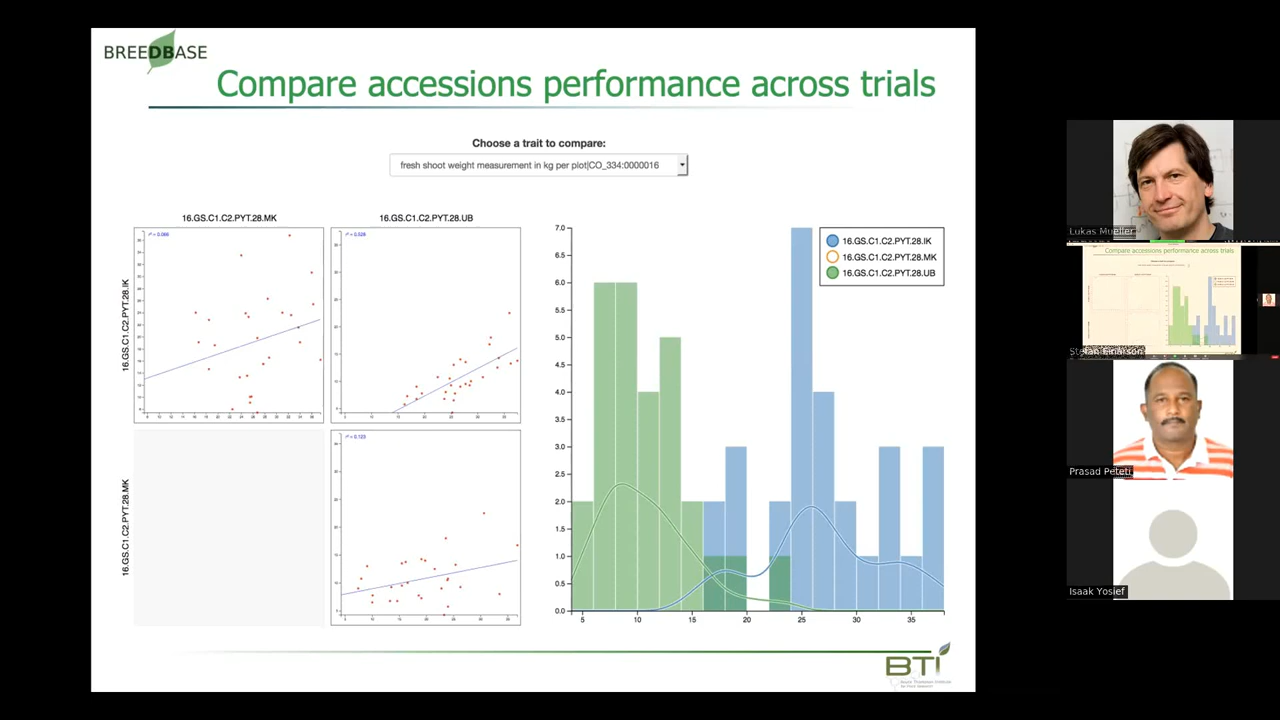 BREEDBASE
Compare accessions performance across trials
Choose a trait to compare:
fresh shoot weight measurement in kg per plot|CO_334:0000016
16.GS.C1.C2.PYT.28.MK
16.GS.C1.C2.PYT.28.UB
16.GS.C1.C2.PYT.28.IK
16.GS.C1.C2.PYT.28.MK
16.GS.C1.C2.PYT.28.IK
16.GS.C1.C2.PYT.28.MK
16.GS.C1.C2.PYT.28.UB
7.0
6.5
6.0
5.5
5.0
4.5
4.0
3.5
3.0
2.5
2.0
1.5
1.0
0.5
0.0
5
10
15
20
25
30
35
BTI
Lukas Mueller
Compare accessions performance across trials
Prasad Peteti
Isaak Yosief